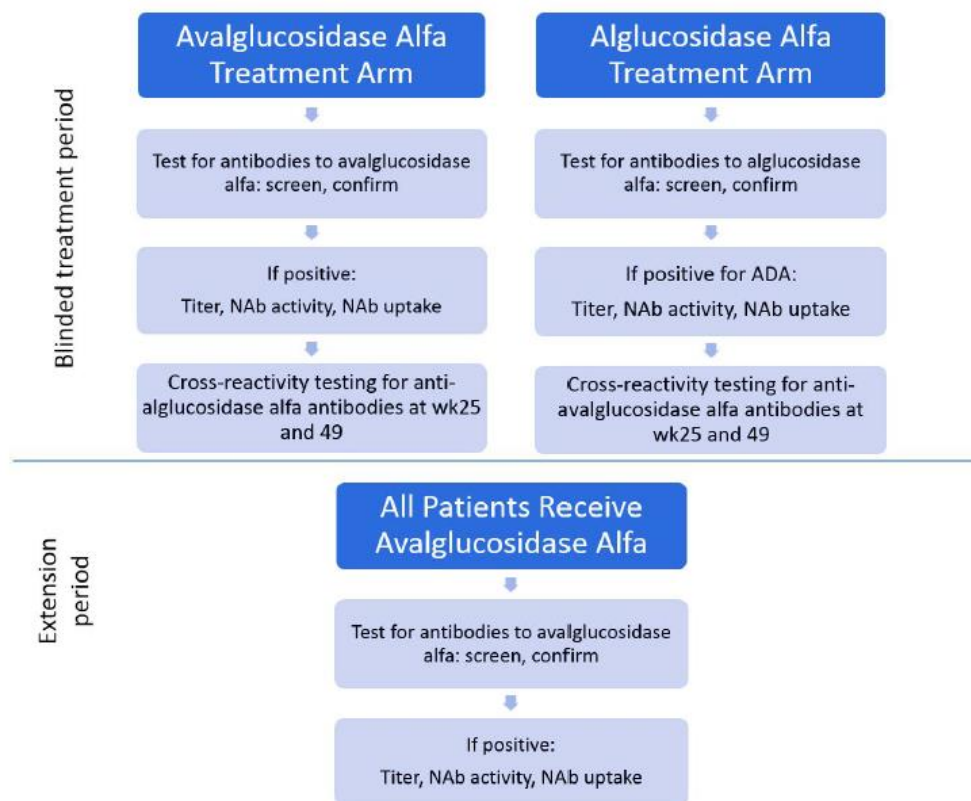 Blinded treatment period
Avalglucosidase Alfa
Treatment Arm
Test for antibodies to avalglucosidase
alfa: screen, confirm
If positive:
Titer, NAb activity, NAb uptake
Cross-reactivity testing for anti-
alglucosidase alfa antibodies at wk25
and 49
Alglucosidase Alfa
Treatment Arm
Test for antibodies to alglucosidase
alfa: screen, confirm
If positive for ADA:
Titer, NAb activity, NAb uptake
Cross-reactivity testing for anti-
avalglucosidase alfa antibodies at
wk25 and 49
Extension
period
All Patients Receive
Avalglucosidase Alfa
Test for antibodies to avalglucosidase
alfa: screen, confirm
If positive:
Titer, NAb activity, NAb uptake